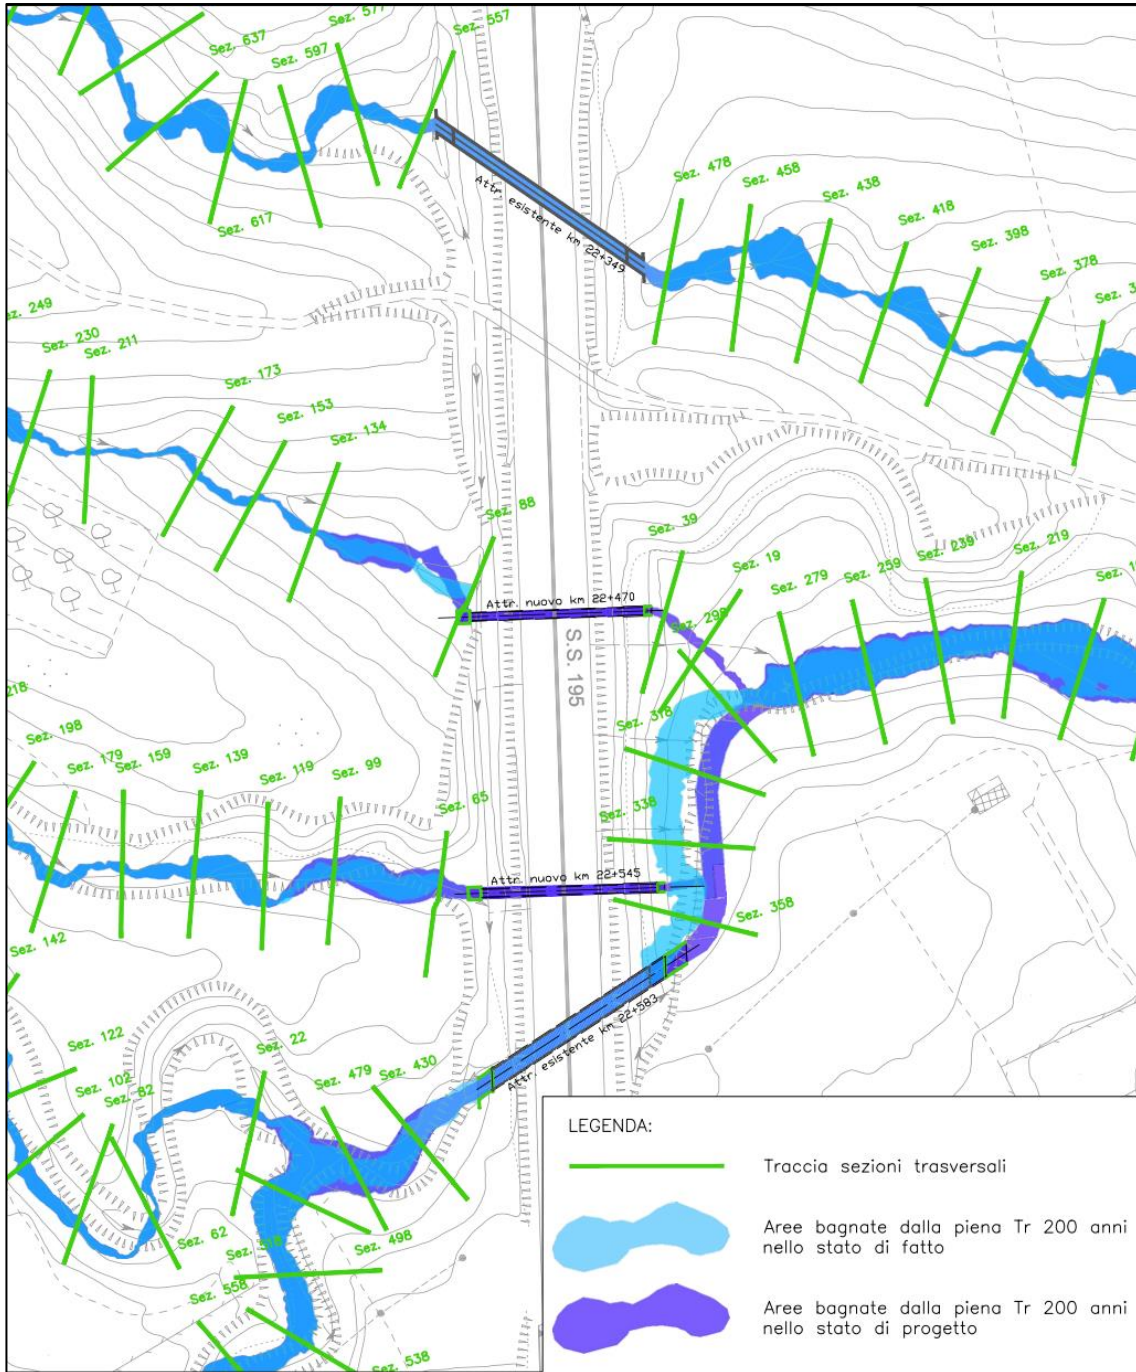 Sez. 577
Sez. 557
Sez. 637
Sez. 597
Sez. 617
Attr. esistente km 22+349
Sez. 478
Sez. 458
Sez. 438
Sez. 418
Sez. 398
Sez. 378
Sez. 230
Sez. 211
Sez. 173
Sez. 153
Sez. 134
Sez. 88
Sez. 39
Sez. 19
Sez. 279
Sez. 259
Sez. 239
Sez. 219
Attr. nuovo km 22+470
Sez. 298
S.S. 195
Sez. 198
Sez. 179
Sez. 159
Sez. 139
Sez. 119
Sez. 99
Sez. 65
Sez. 318
Sez. 338
Attr. nuovo km 22+545
Sez. 358
Attr. esistente km 22+583
Sez. 142
Sez. 122
Sez. 102
Sez. 82
Sez. 22
Sez. 479
Sez. 430
Sez. 62
Sez. 498
Sez. 558
Sez. 538
LEGENDA:
Traccia sezioni trasversali
Aree bagnate dalla piena Tr 200 anni
nello stato di fatto
Aree bagnate dalla piena Tr 200 anni
nello stato di progetto